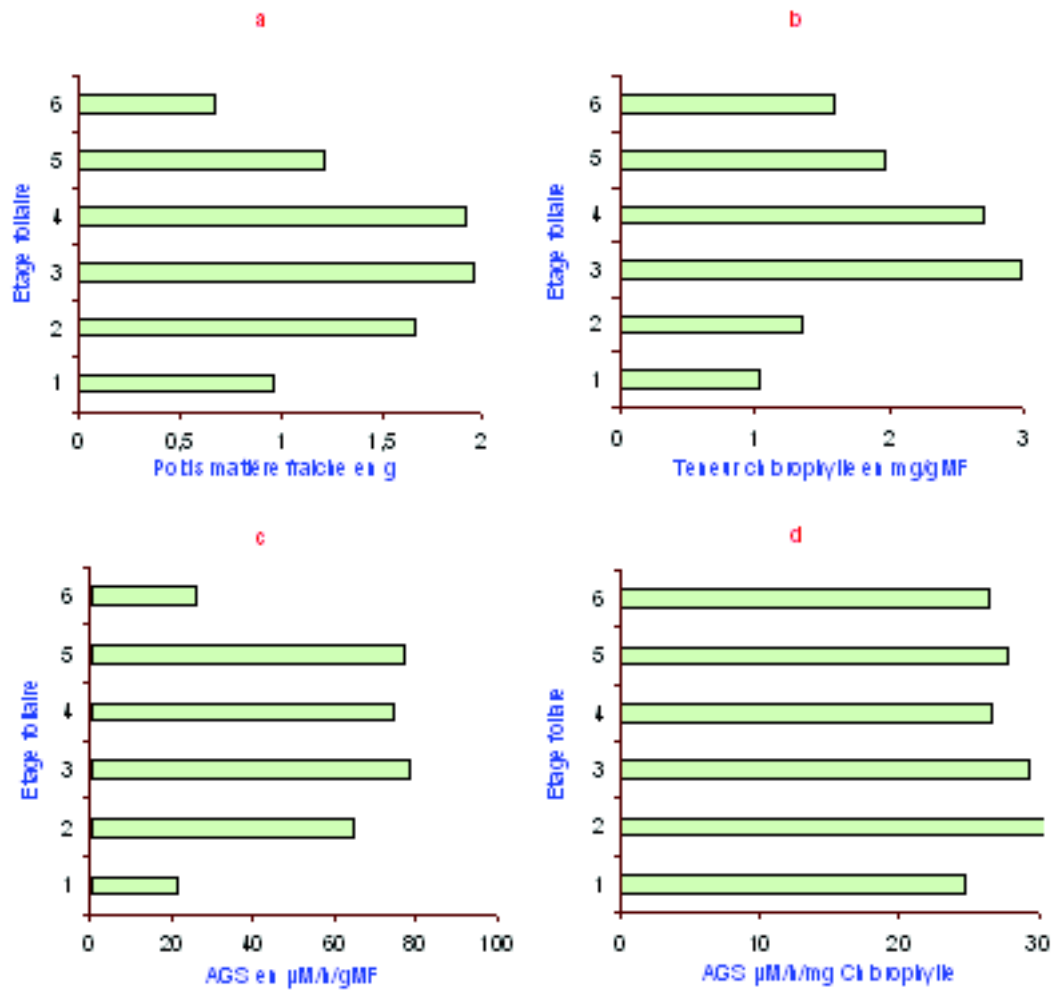 a
6
5
4
3
2
1
Etage foliaire
0 0,5 1 1,5 2
Poids matière fraîche en g
b
6
5
4
3
2
1
Etage foliaire
0 1 2 3
Teneur chlorophylle en mg/gMF
c
6
5
4
3
2
1
Etage foliaire
0 20 40 60 80 100
AGS en µM/h/gMF
d
6
5
4
3
2
1
Etage foliaire
0 10 20 30
AGS µM/h/mg Chlorophylle